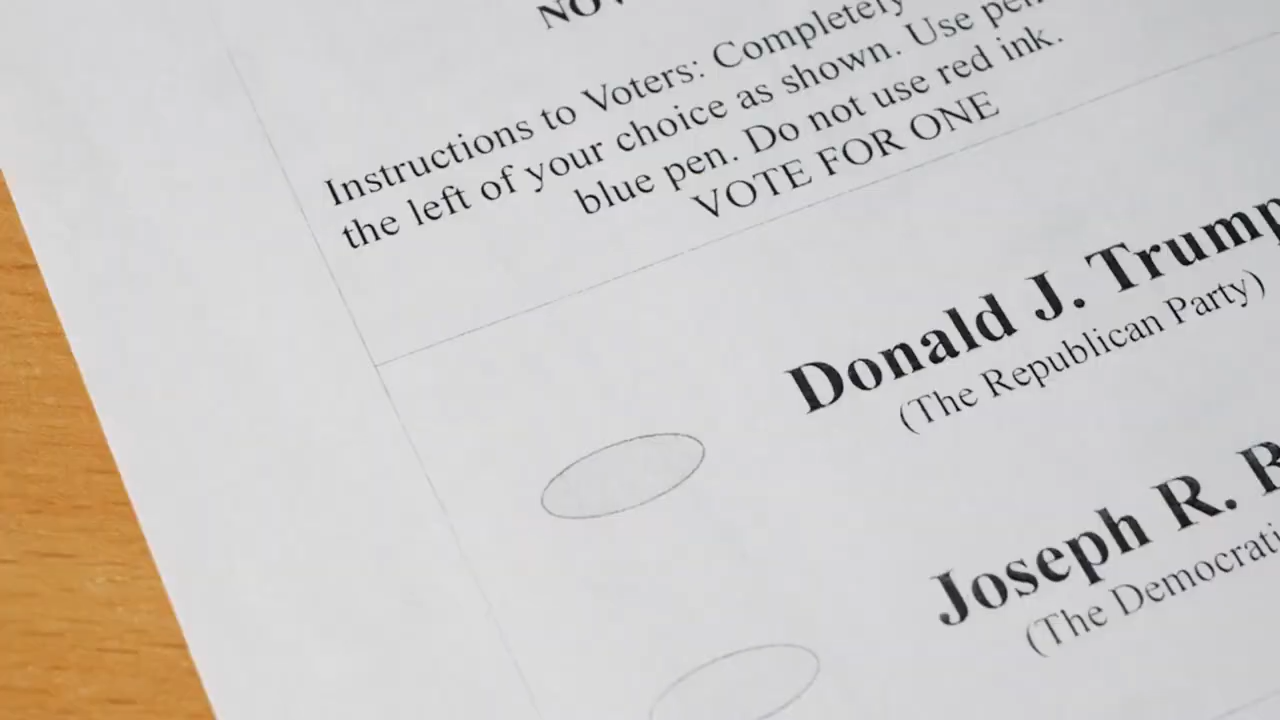 Instructions to Voters: Completely
the left of your choice as shown. Use pen
blue pen. Do not use red ink.
VOTE FOR ONE
Donald J. Trump
(The Republican Party)
Joseph R.
(The Democrati